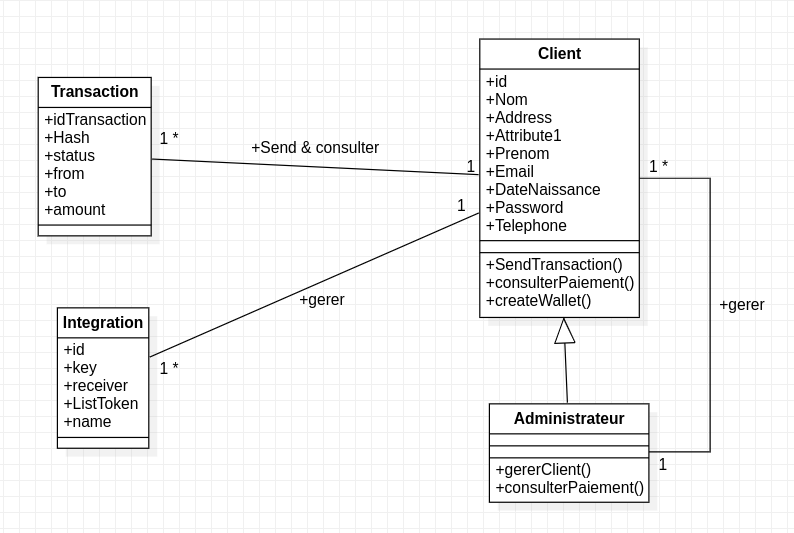 Transaction
+idTransaction
+Hash
+status
+from
+to
+amount
1 *
+Send & consulter
1
Client
+id
+Nom
+Address
+Attribute1
+Prenom
+Email
+DateNaissance
+Password
+Telephone
+SendTransaction()
+consulterPaiement()
+createWallet()
1 *
1
+gerer
1 *
+gerer
Integration
+id
+key
+receiver
+ListToken
+name
Administrateur
+gererClient()
+consulterPaiement()
1